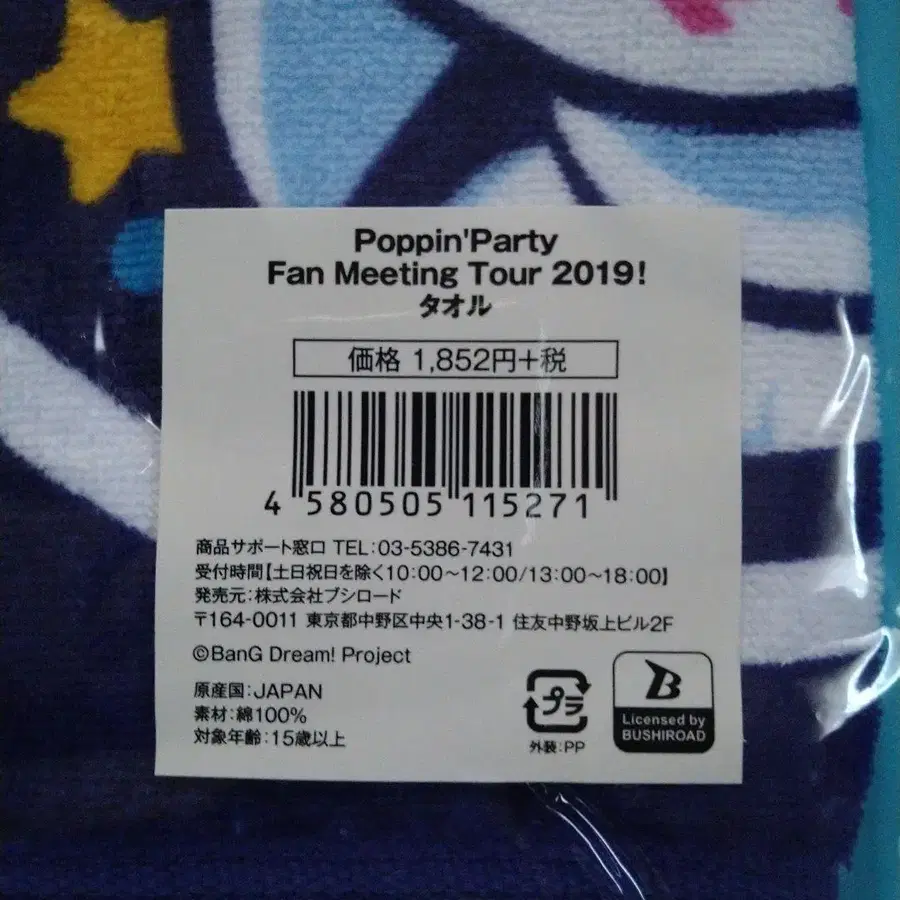 Poppin'Party
Fan Meeting Tour 2019!
タオル
価格 1,852円+税
4 580505 115271
商品サポート窓口 TEL:03-5386-7431
受付時間【土日祝日を除く10:00～12:00/13:00～18:00】
発売元:株式会社ブシロード
〒164-0011 東京都中野区中央1-38-1 住友中野坂上ビル2F
©BanG Dream! Project
原産国:JAPAN
素材:綿100%
対象年齢:15歳以上
プラ
外装:PP
B
Licensed by
BUSHIROAD